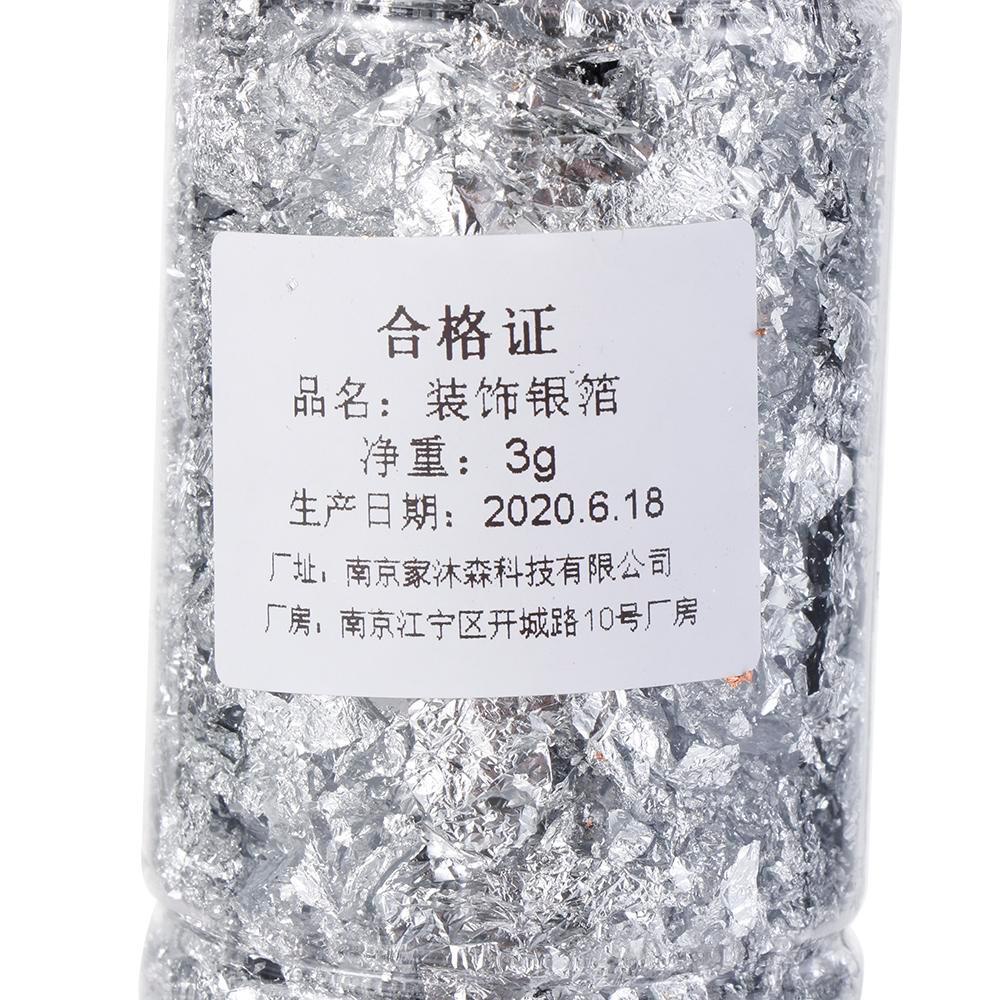 合格证
品名：装饰银箔
净重：3g
生产日期：2020.6.18
厂址：南京家沐森科技有限公司
厂房：南京江宁区开城路10号厂房